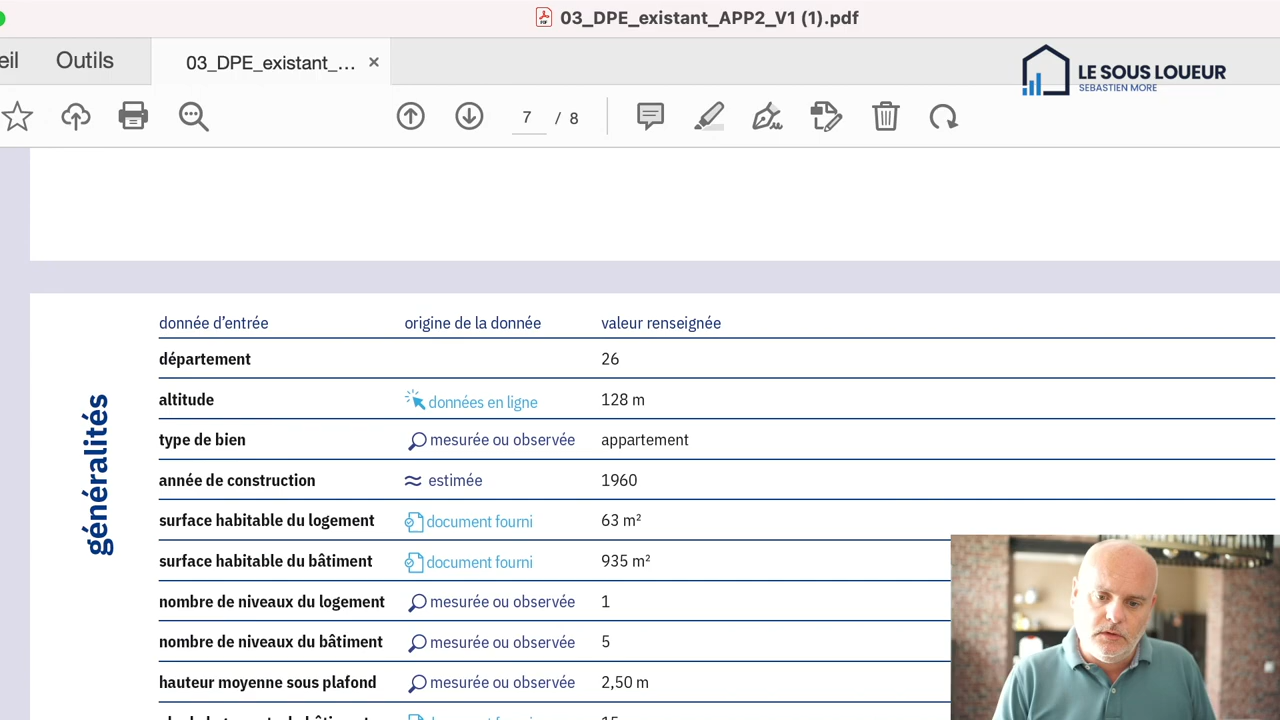 03_DPE_existant_APP2_V1 (1).pdf
eil Outils 03_DPE_existant_... ×
LE SOUS LOUEUR
SEBASTIEN MORE
7 / 8
généralités
donnée d'entrée origine de la donnée valeur renseignée
département 26
altitude données en ligne 128 m
type de bien mesurée ou observée appartement
année de construction ≈ estimée 1960
surface habitable du logement document fourni 63 m²
surface habitable du bâtiment document fourni 935 m²
nombre de niveaux du logement mesurée ou observée 1
nombre de niveaux du bâtiment mesurée ou observée 5
hauteur moyenne sous plafond mesurée ou observée 2,50 m